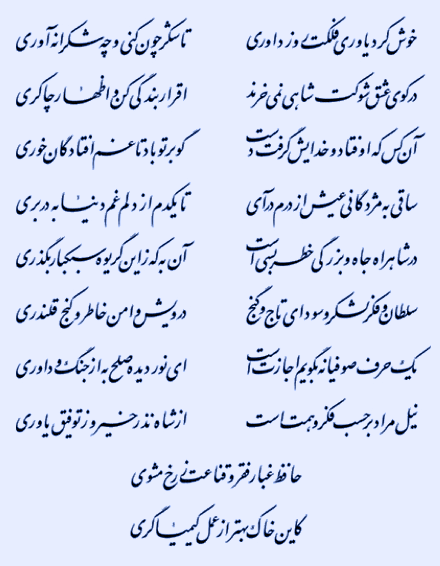 خوش کرد یاوری فلکت روز داوری تا شکر چون کنی و چه شکرانه آوری
در کوی عشق شوکت شاهی نمی‌خرند اقرار بندگی کن و اظهار چاکری
آن کس که اوفتاد و خدایش گرفت دست گو بر تو باد تا غم افتادگان خوری
ساقی به مژدگانی عیش از درم درآی تا یکدم از دلم غم دنیا به در بری
در شاهراه جاه و بزرگی خطر بسی است آن به که زاین گریوه سبکبار بگذری
سلطان و فکر لشکر و سودای تاج و گنج درویش و امن خاطر و کنج قلندری
یک حرف صوفیانه بگویم اجازت است ای نور دیده صلح به از جنگ و داوری
نیل مراد بر حسب فکر و همت است از شاه نذر خیر و ز توفیق یاوری
حافظ غبار فقر و قناعت ز رخ مشوی
کاین خاک بهتر از عمل کیمیاگری